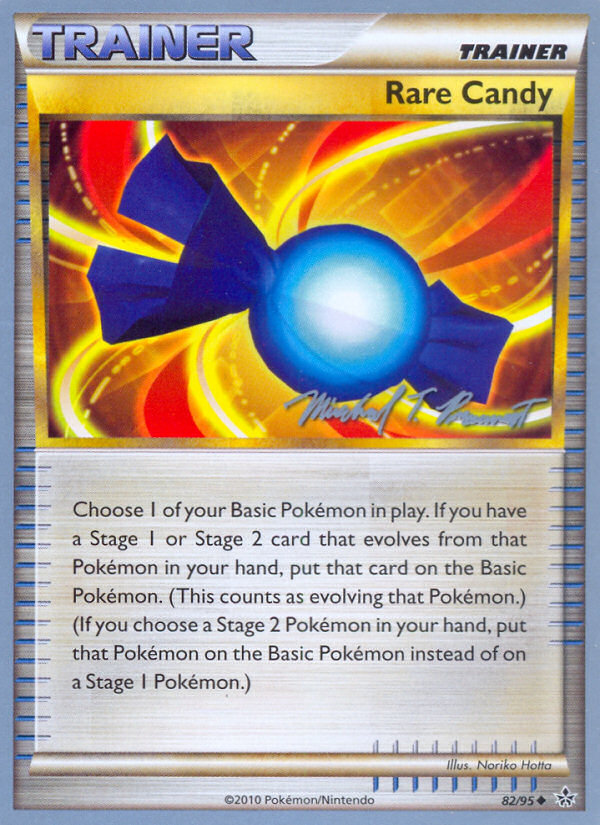 TRAINER
TRAINER
Rare Candy
Choose 1 of your Basic Pokémon in play. If you have
a Stage 1 or Stage 2 card that evolves from that
Pokémon in your hand, put that card on the Basic
Pokémon. (This counts as evolving that Pokémon.)
(If you choose a Stage 2 Pokémon in your hand, put
that Pokémon on the Basic Pokémon instead of on
a Stage 1 Pokémon.)
Illus. Noriko Hotta
©2010 Pokémon/Nintendo
82/95